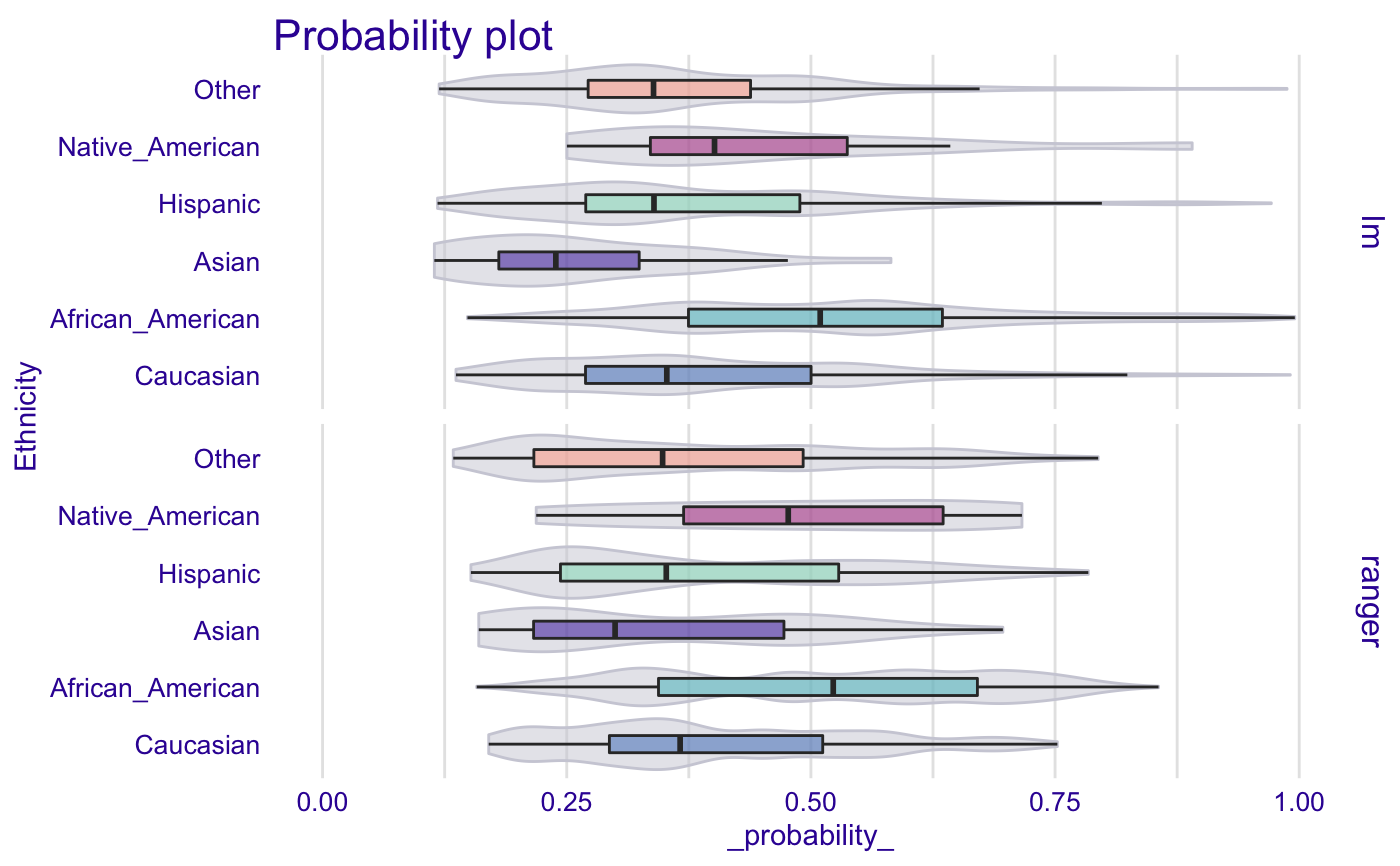 Probability plot
Other
Native_American
Hispanic
Asian
African_American
Caucasian
lm
Ethnicity
Other
Native_American
Hispanic
Asian
African_American
Caucasian
ranger
0.00 0.25 0.50 0.75 1.00
_probability_